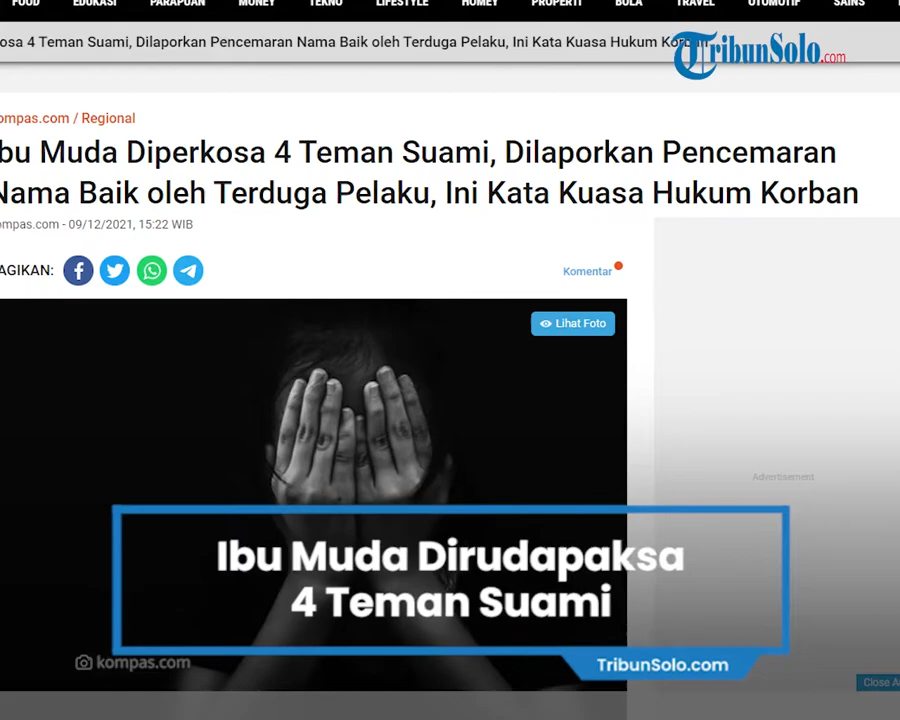 FOOD EDUKASI PARAPUAN MONEY TEKNO LIFESTYLE HOMEY PROPERTI BOLA TRAVEL OTOMOTIF SAINS
osa 4 Teman Suami, Dilaporkan Pencemaran Nama Baik oleh Terduga Pelaku, Ini Kata Kuasa Hukum Korban
TribunSolo.com
ompas.com / Regional
bu Muda Diperkosa 4 Teman Suami, Dilaporkan Pencemaran
Nama Baik oleh Terduga Pelaku, Ini Kata Kuasa Hukum Korban
ompas.com - 09/12/2021, 15:22 WIB
AGIKAN:
Komentar
Lihat Foto
Advertisement
Ibu Muda Dirudapaksa
4 Teman Suami
kompas.com
TribunSolo.com
Close A